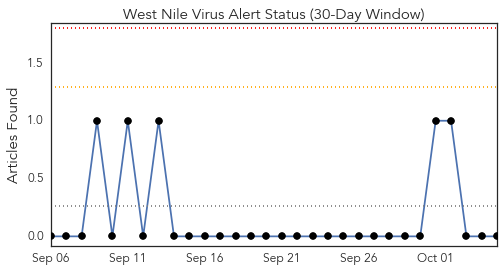 West Nile Virus Alert Status (30-Day Window)
Articles Found
1.5
1.0
0.5
0.0
Sep 06 Sep 11 Sep 16 Sep 21 Sep 26 Oct 01